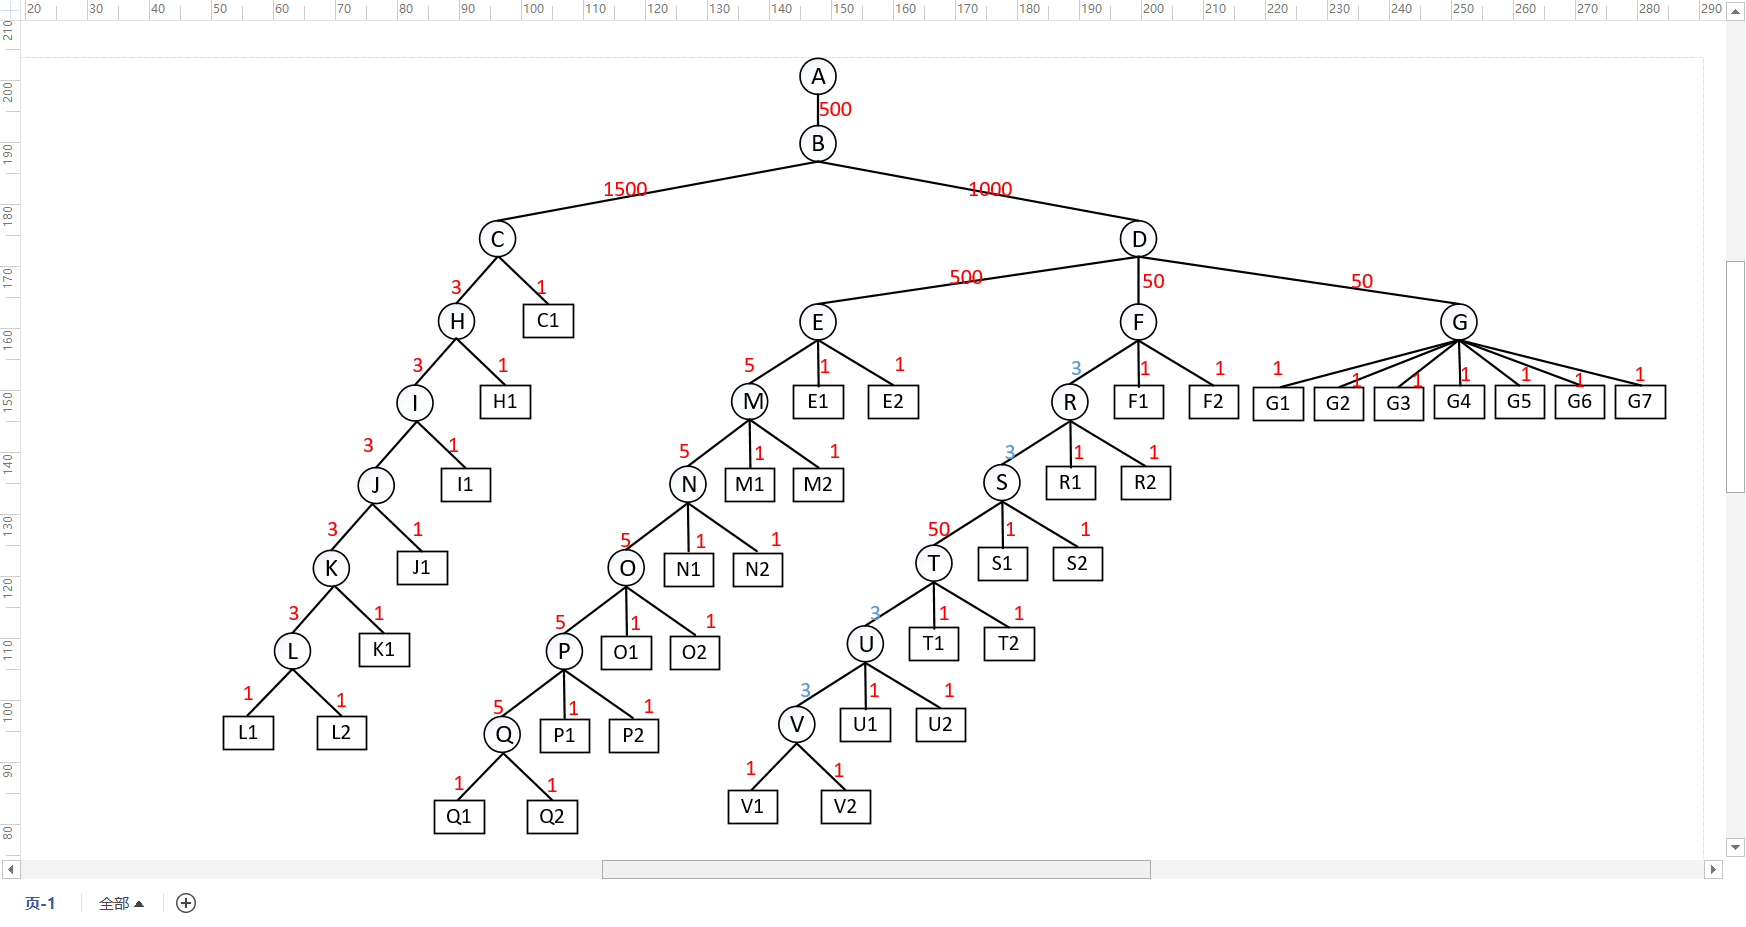 20 30 40 50 60 70 80 90 100 110 120 130 140 150 160 170 180 190 200 210 220 230 240 250 260 270 280 290
210
200
190
180
170
160
150
140
130
120
110
100
90
80
A
500
B
1500 1000
C D
500 50 50
3 1
H C1 E F G
3 1 5 1 1 3 1 1 1 1 1 1 1 1 1
I H1 M E1 E2 R F1 F2 G1 G2 G3 G4 G5 G6 G7
3 1 5 1 1 3 1 1
J I1 N M1 M2 S R1 R2
3 1 5 1 1 50 1 1
K J1 O N1 N2 T S1 S2
3 1 5 1 1 3 1 1
L K1 P O1 O2 U T1 T2
1 1 5 1 1 3 1 1
L1 L2 Q P1 P2 V U1 U2
1 1 1 1
Q1 Q2 V1 V2
页-1 全部